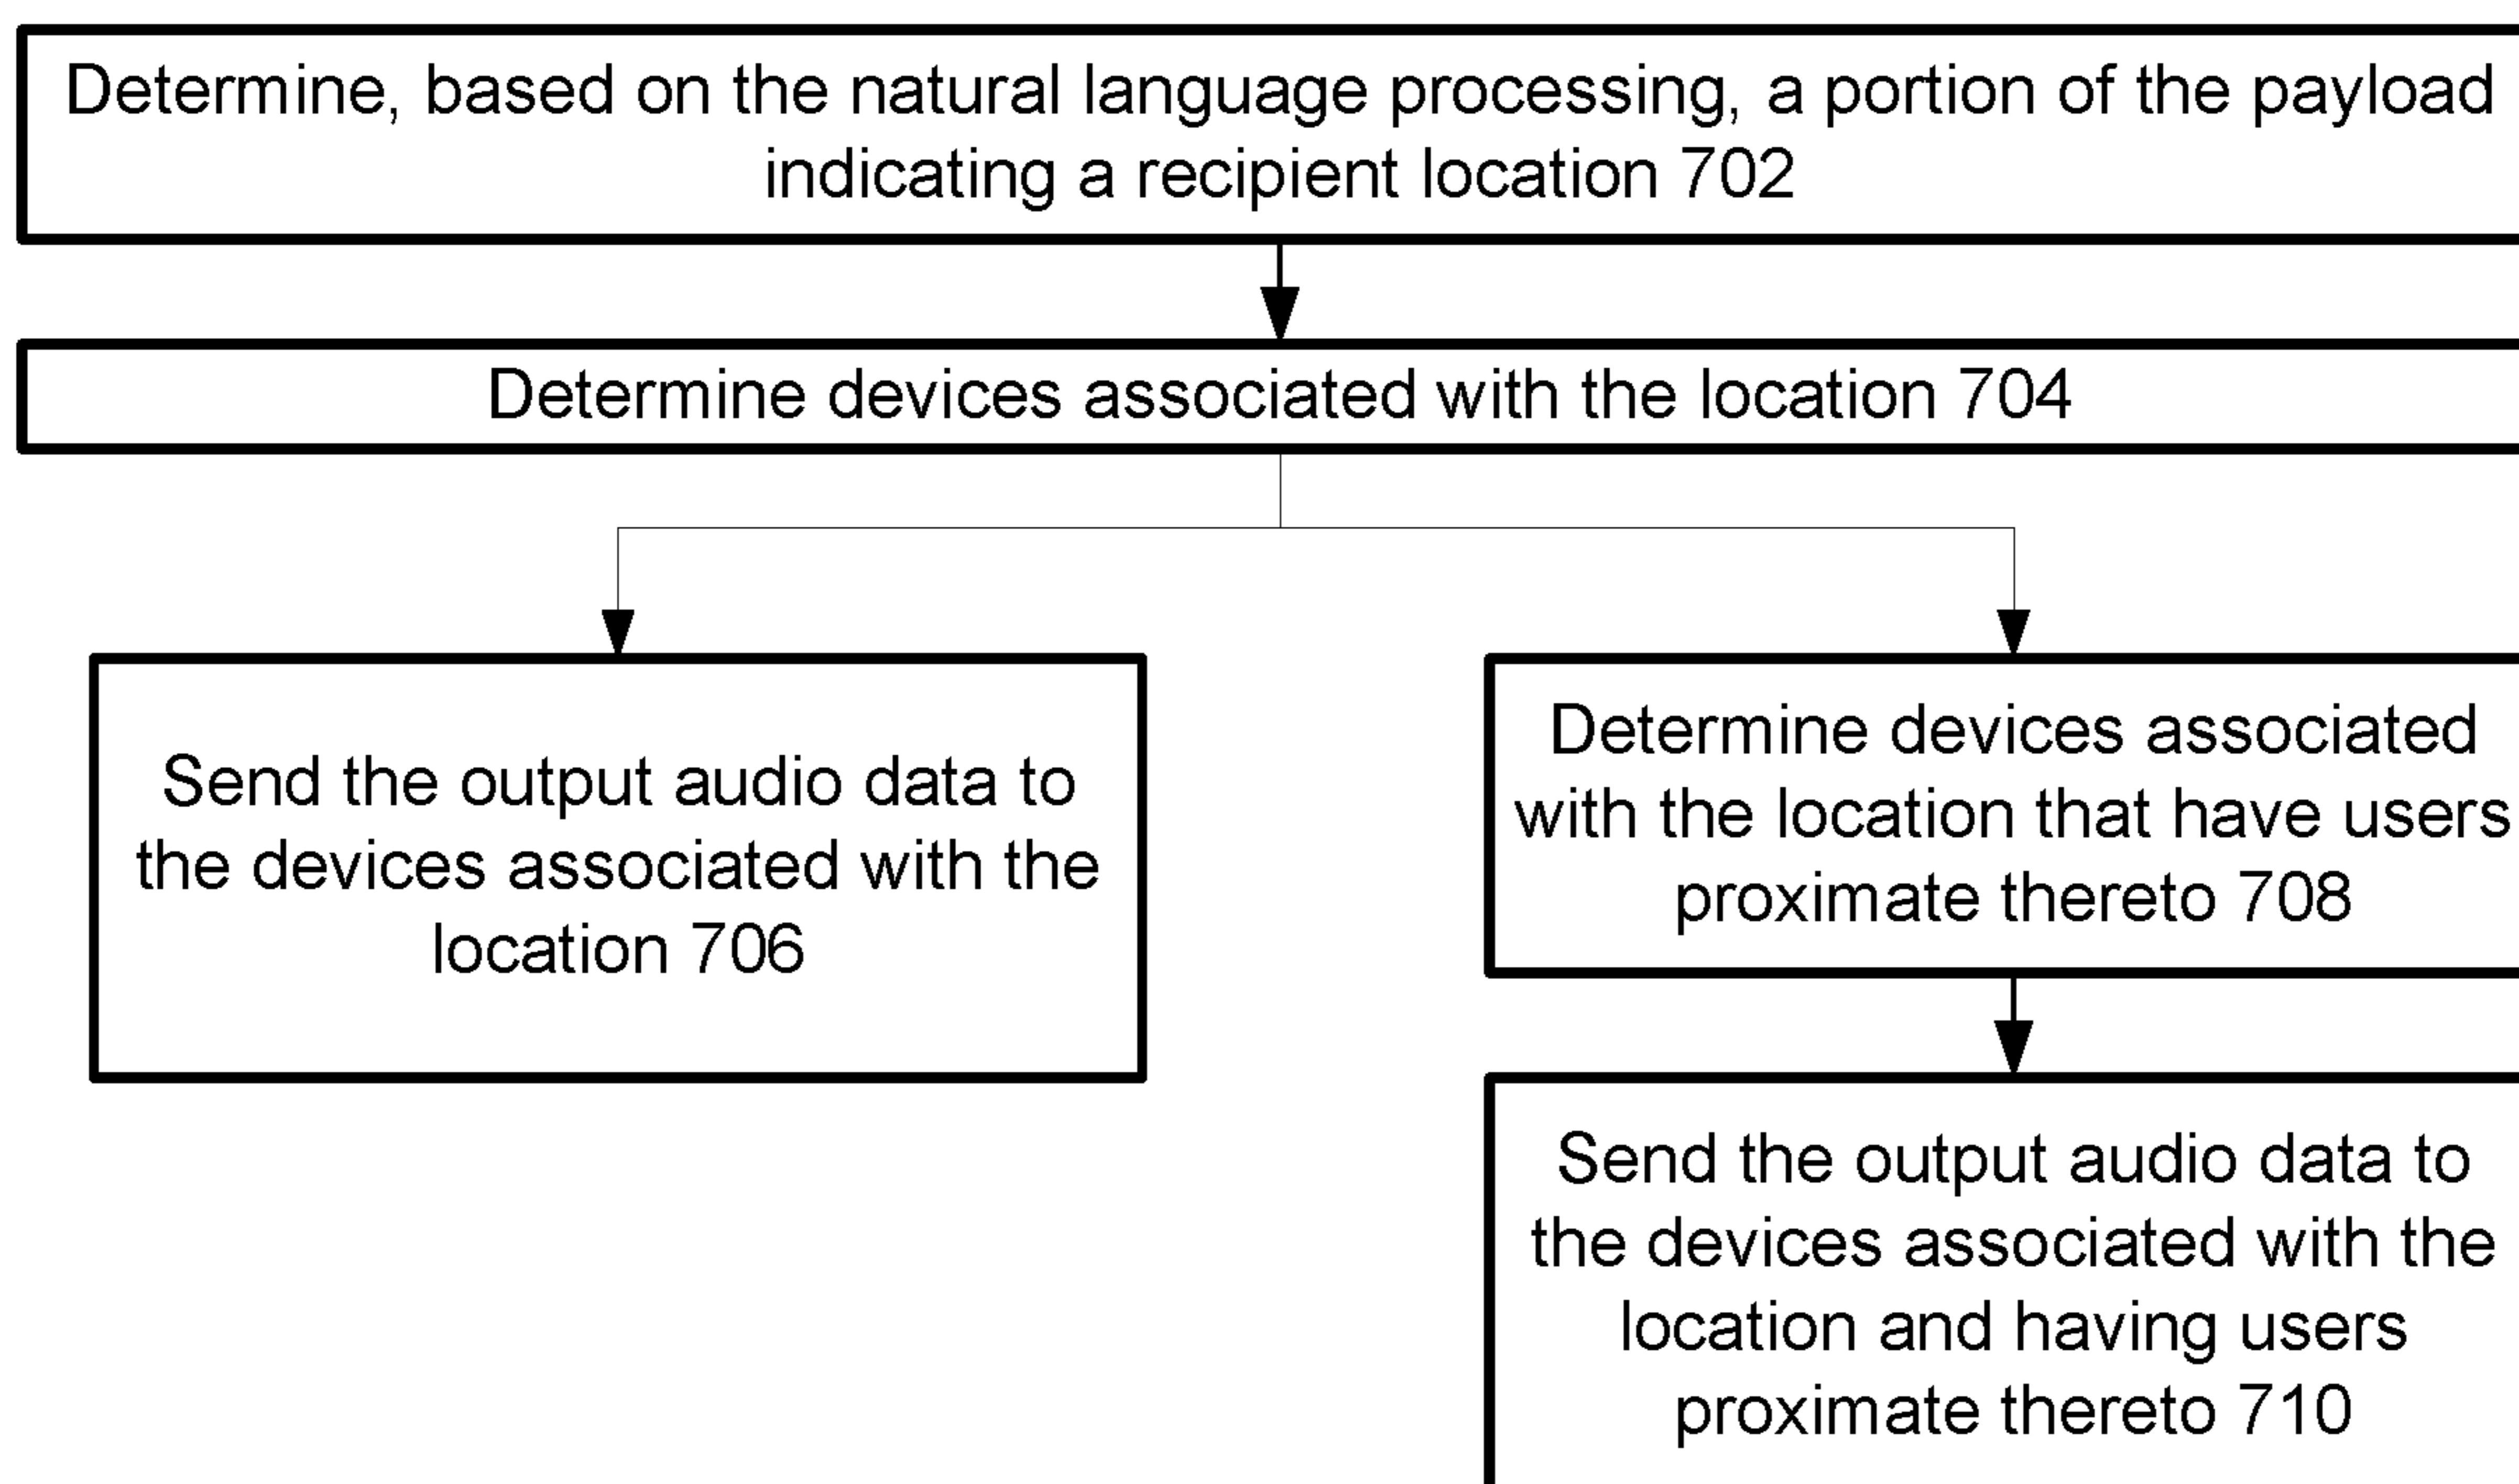 Determine, based on the natural language processing, a portion of the payload
indicating a recipient location 702
Determine devices associated with the location 704
Send the output audio data to
the devices associated with the
location 706
Determine devices associated
with the location that have users
proximate thereto 708
Send the output audio data to
the devices associated with the
location and having users
proximate thereto 710